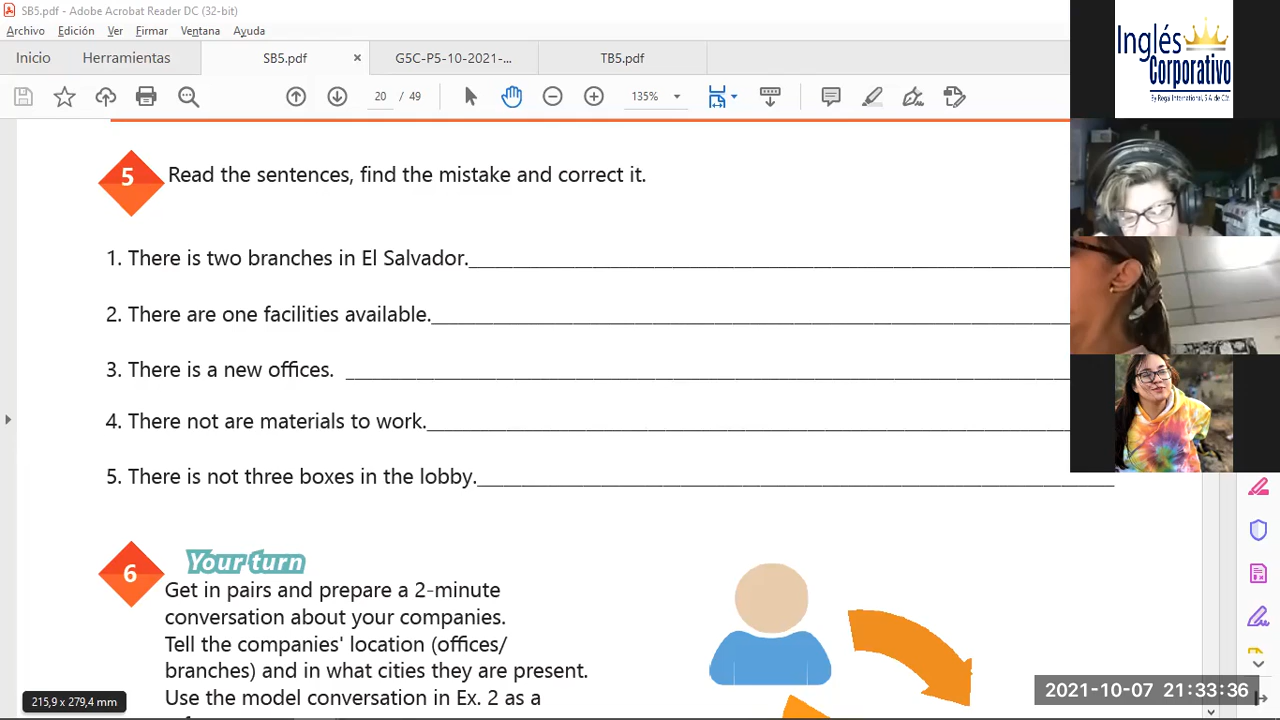 SB5.pdf - Adobe Acrobat Reader DC (32-bit)
Archivo Edición Ver Firmar Ventana Ayuda
Inicio Herramientas SB5.pdf × G5C-P5-10-2021-... TB5.pdf
20 / 49 135%
Inglés
Corporativo
By Rega International, S.A. de C.V.
5 Read the sentences, find the mistake and correct it.
1. There is two branches in El Salvador.
2. There are one facilities available.
3. There is a new offices.
4. There not are materials to work.
5. There is not three boxes in the lobby.
6 Your turn
Get in pairs and prepare a 2-minute
conversation about your companies.
Tell the companies' location (offices/
branches) and in what cities they are present.
Use the model conversation in Ex. 2 as a
215,9 x 279,4 mm
2021-10-07 21:33:36